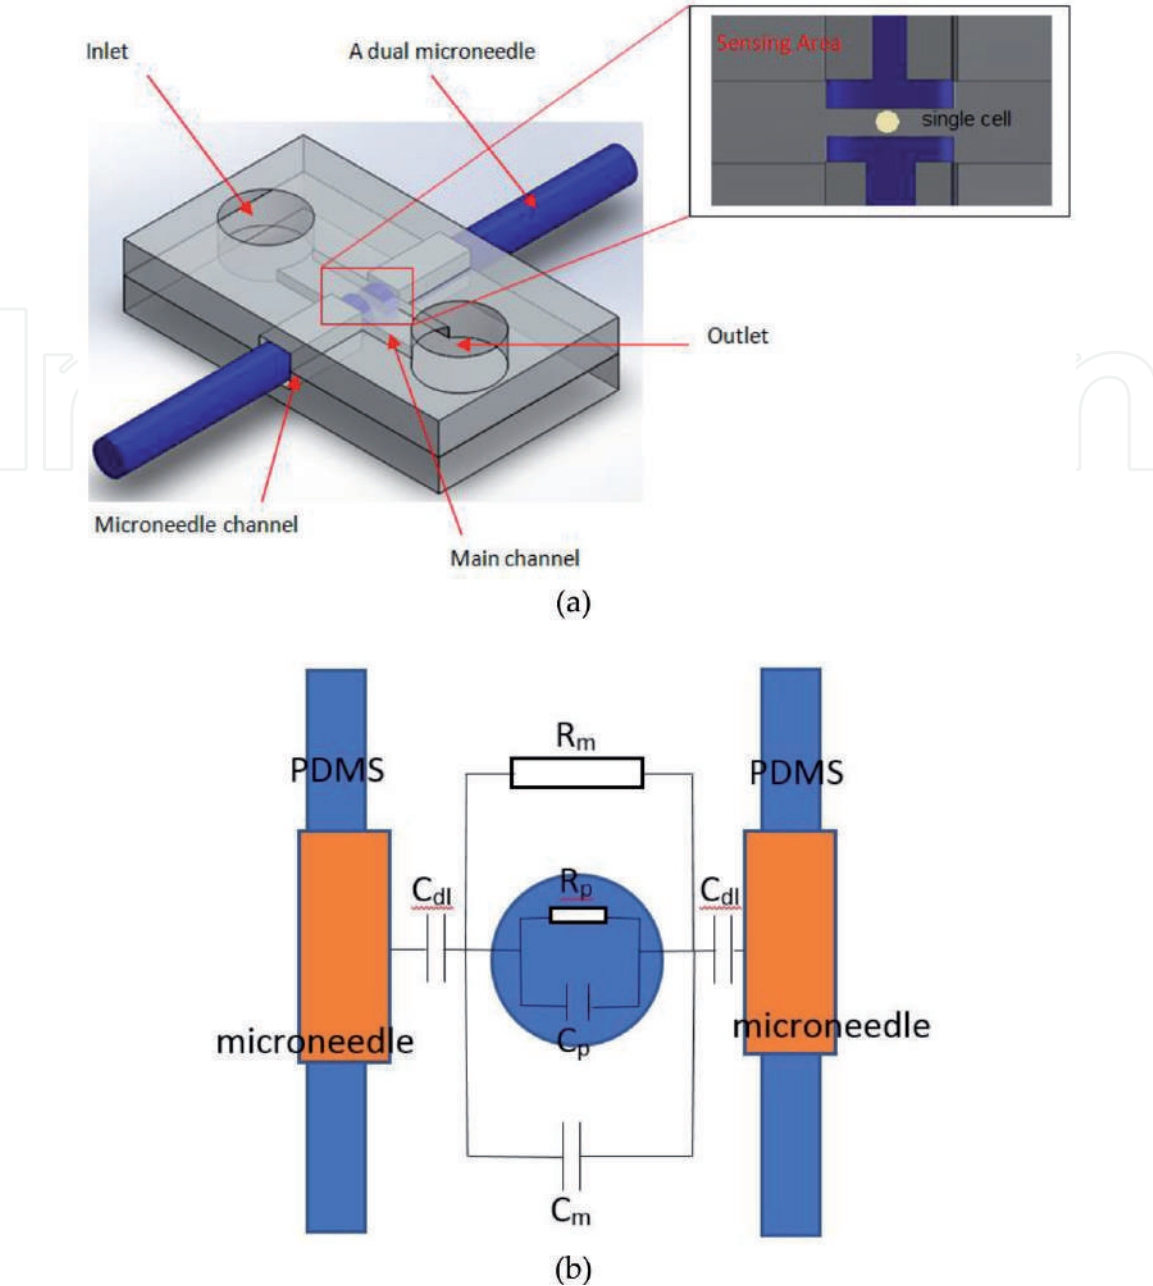 Inlet
A dual microneedle
Sensing Area
single cell
Outlet
Microneedle channel
Main channel
(a)
Rm
PDMS
PDMS
Rp
Cdl
Cdl
microneedle
microneedle
Cp
Cm
(b)